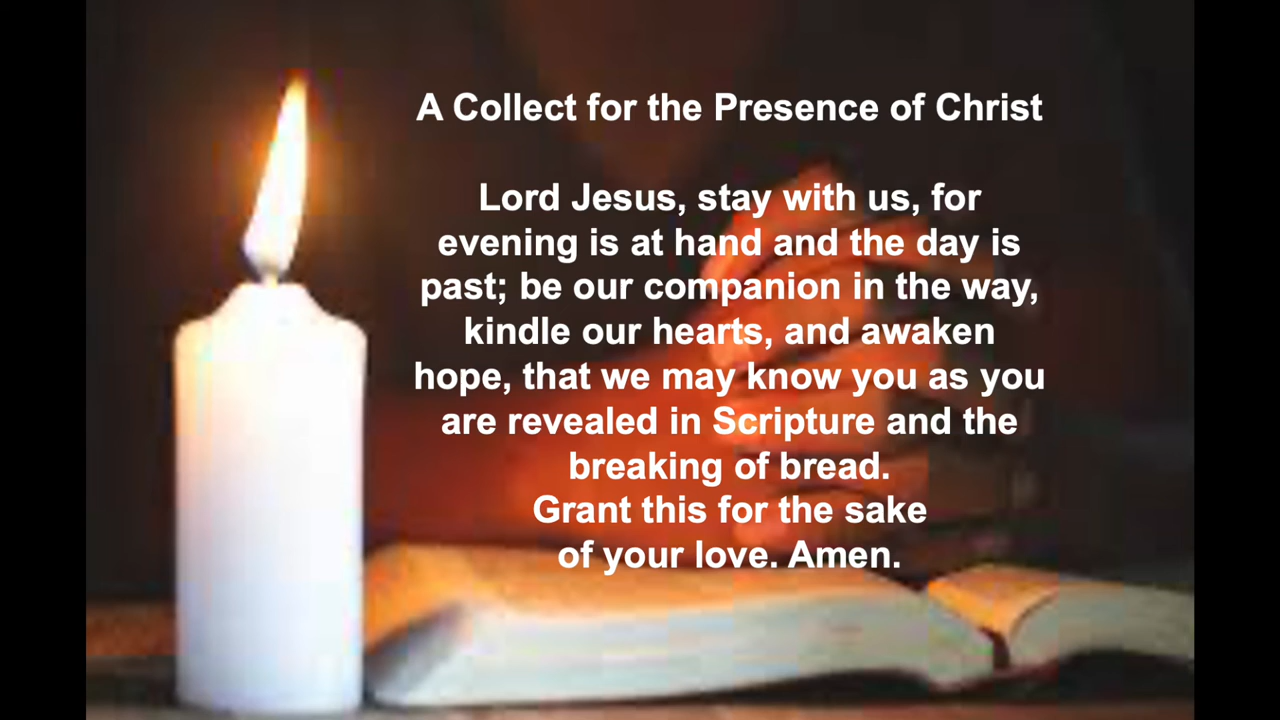 A Collect for the Presence of Christ
Lord Jesus, stay with us, for
evening is at hand and the day is
past; be our companion in the way,
kindle our hearts, and awaken
hope, that we may know you as you
are revealed in Scripture and the
breaking of bread.
Grant this for the sake
of your love. Amen.